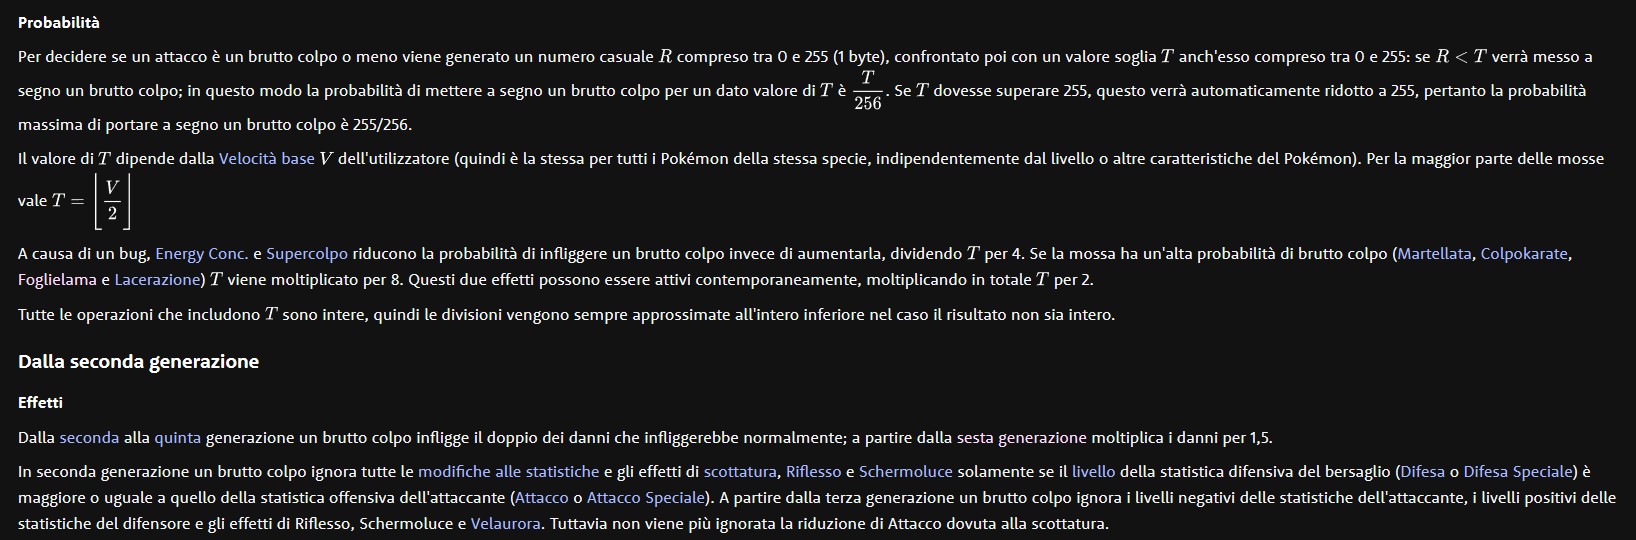 Probabilità
Per decidere se un attacco è un brutto colpo o meno viene generato un numero casuale R compreso tra 0 e 255 (1 byte), confrontato poi con un valore soglia T anch'esso compreso tra 0 e 255: se R < T verrà messo a
segno un brutto colpo; in questo modo la probabilità di mettere a segno un brutto colpo per un dato valore di T è T/256. Se T dovesse superare 255, questo verrà automaticamente ridotto a 255, pertanto la probabilità
massima di portare a segno un brutto colpo è 255/256.
Il valore di T dipende dalla Velocità base V dell'utilizzatore (quindi è la stessa per tutti i Pokémon della stessa specie, indipendentemente dal livello o altre caratteristiche del Pokémon). Per la maggior parte delle mosse
vale T = ⌊V/2⌋
A causa di un bug, Energy Conc. e Supercolpo riducono la probabilità di infliggere un brutto colpo invece di aumentarla, dividendo T per 4. Se la mossa ha un'alta probabilità di brutto colpo (Martellata, Colpokarate,
Foglielama e Lacerazione) T viene moltiplicato per 8. Questi due effetti possono essere attivi contemporaneamente, moltiplicando in totale T per 2.
Tutte le operazioni che includono T sono intere, quindi le divisioni vengono sempre approssimate all'intero inferiore nel caso il risultato non sia intero.
Dalla seconda generazione
Effetti
Dalla seconda alla quinta generazione un brutto colpo infligge il doppio dei danni che infliggerebbe normalmente; a partire dalla sesta generazione moltiplica i danni per 1,5.
In seconda generazione un brutto colpo ignora tutte le modifiche alle statistiche e gli effetti di scottatura, Riflesso e Schermoluce solamente se il livello della statistica difensiva del bersaglio (Difesa o Difesa Speciale) è
maggiore o uguale a quello della statistica offensiva dell'attaccante (Attacco o Attacco Speciale). A partire dalla terza generazione un brutto colpo ignora i livelli negativi delle statistiche dell'attaccante, i livelli positivi delle
statistiche del difensore e gli effetti di Riflesso, Schermoluce e Velaurora. Tuttavia non viene più ignorata la riduzione di Attacco dovuta alla scottatura.